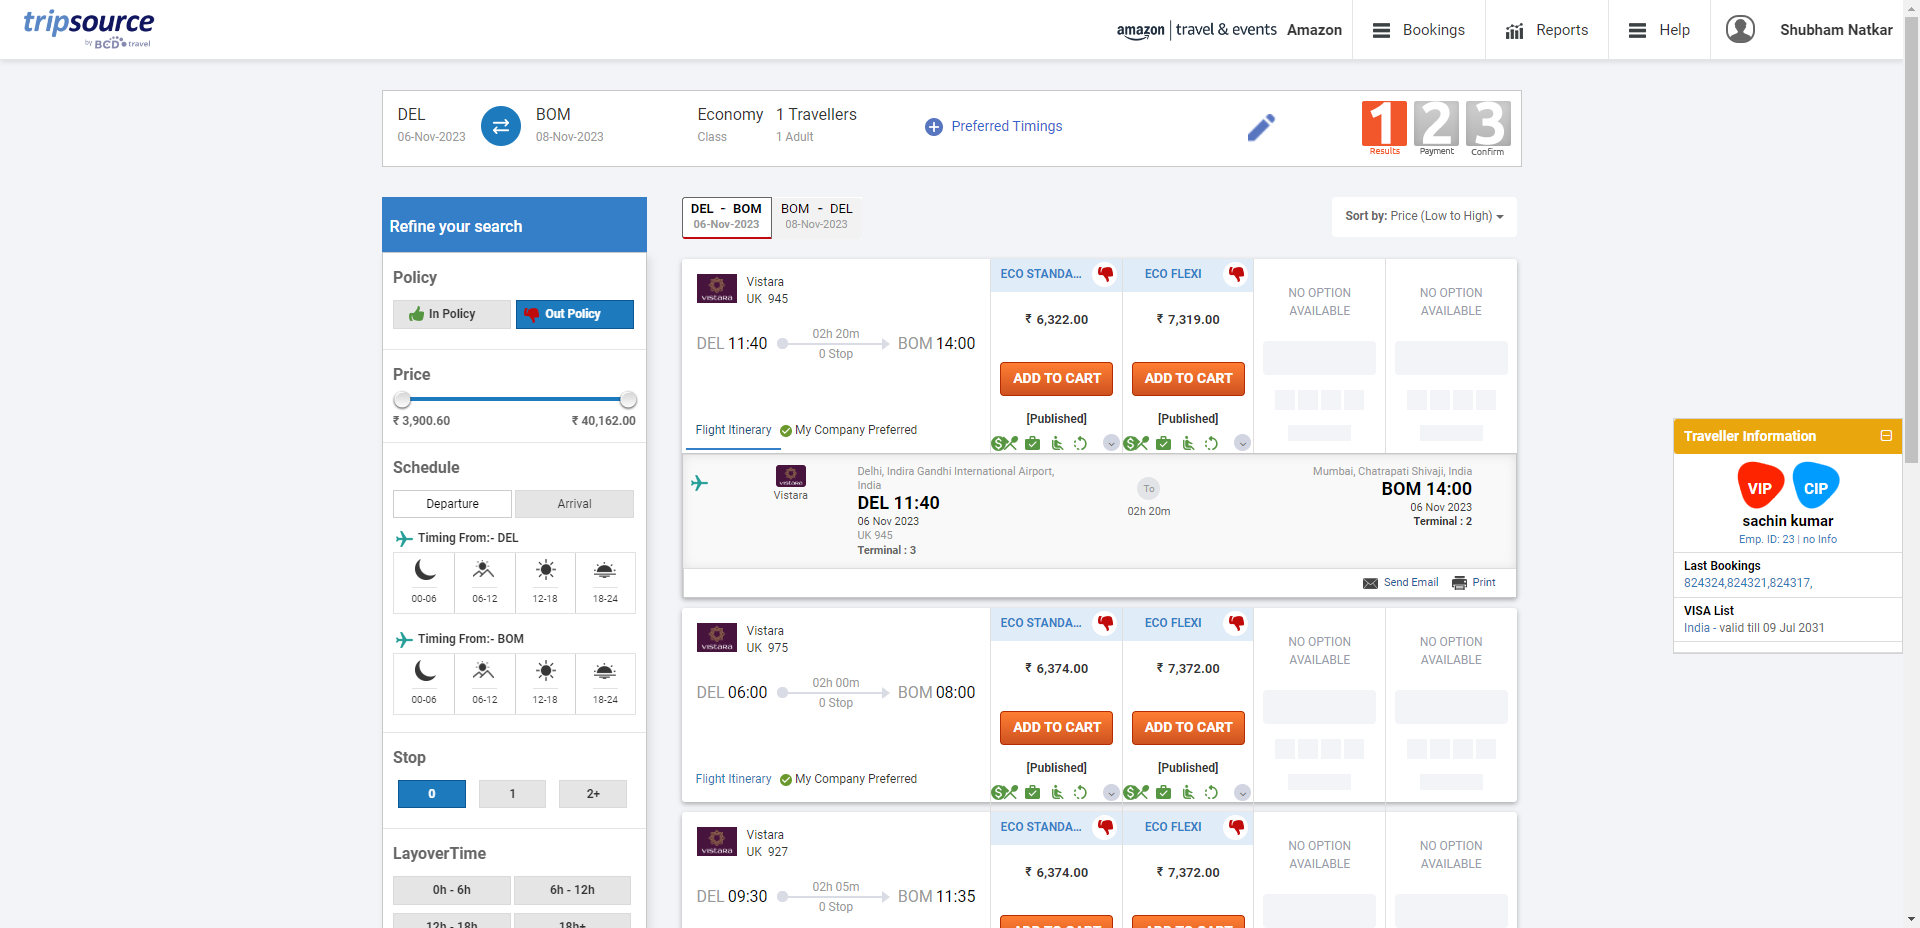 tripsource
by BCD travel
amazon | travel & events Amazon
Bookings
Reports
Help
Shubham Natkar
DEL
06-Nov-2023
BOM
08-Nov-2023
Economy
Class
1 Travellers
1 Adult
Preferred Timings
1 Results
2 Payment
3 Confirm
Refine your search
Policy
In Policy
Out Policy
Price
₹ 3,900.60
₹ 40,162.00
Schedule
Departure
Arrival
Timing From:- DEL
00-06
06-12
12-18
18-24
Timing From:- BOM
00-06
06-12
12-18
18-24
Stop
0
1
2+
LayoverTime
0h - 6h
6h - 12h
12h - 18h
18h+
DEL - BOM
06-Nov-2023
BOM - DEL
08-Nov-2023
Sort by: Price (Low to High)
VISTARA
Vistara
UK 945
DEL 11:40
02h 20m
0 Stop
BOM 14:00
Flight Itinerary
My Company Preferred
ECO STANDA...
₹ 6,322.00
ADD TO CART
[Published]
ECO FLEXI
₹ 7,319.00
ADD TO CART
[Published]
NO OPTION
AVAILABLE
NO OPTION
AVAILABLE
VISTARA
Vistara
Delhi, Indira Gandhi International Airport,
India
DEL 11:40
06 Nov 2023
UK 945
Terminal : 3
To
02h 20m
Mumbai, Chatrapati Shivaji, India
BOM 14:00
06 Nov 2023
Terminal : 2
Send Email
Print
VISTARA
Vistara
UK 975
DEL 06:00
02h 00m
0 Stop
BOM 08:00
Flight Itinerary
My Company Preferred
ECO STANDA...
₹ 6,374.00
ADD TO CART
[Published]
ECO FLEXI
₹ 7,372.00
ADD TO CART
[Published]
NO OPTION
AVAILABLE
NO OPTION
AVAILABLE
VISTARA
Vistara
UK 927
DEL 09:30
02h 05m
0 Stop
BOM 11:35
ECO STANDA...
₹ 6,374.00
ADD TO CART
ECO FLEXI
₹ 7,372.00
ADD TO CART
NO OPTION
AVAILABLE
NO OPTION
AVAILABLE
Traveller Information
VIP
CIP
sachin kumar
Emp. ID: 23 | no Info
Last Bookings
824324,824321,824317,
VISA List
India - valid till 09 Jul 2031